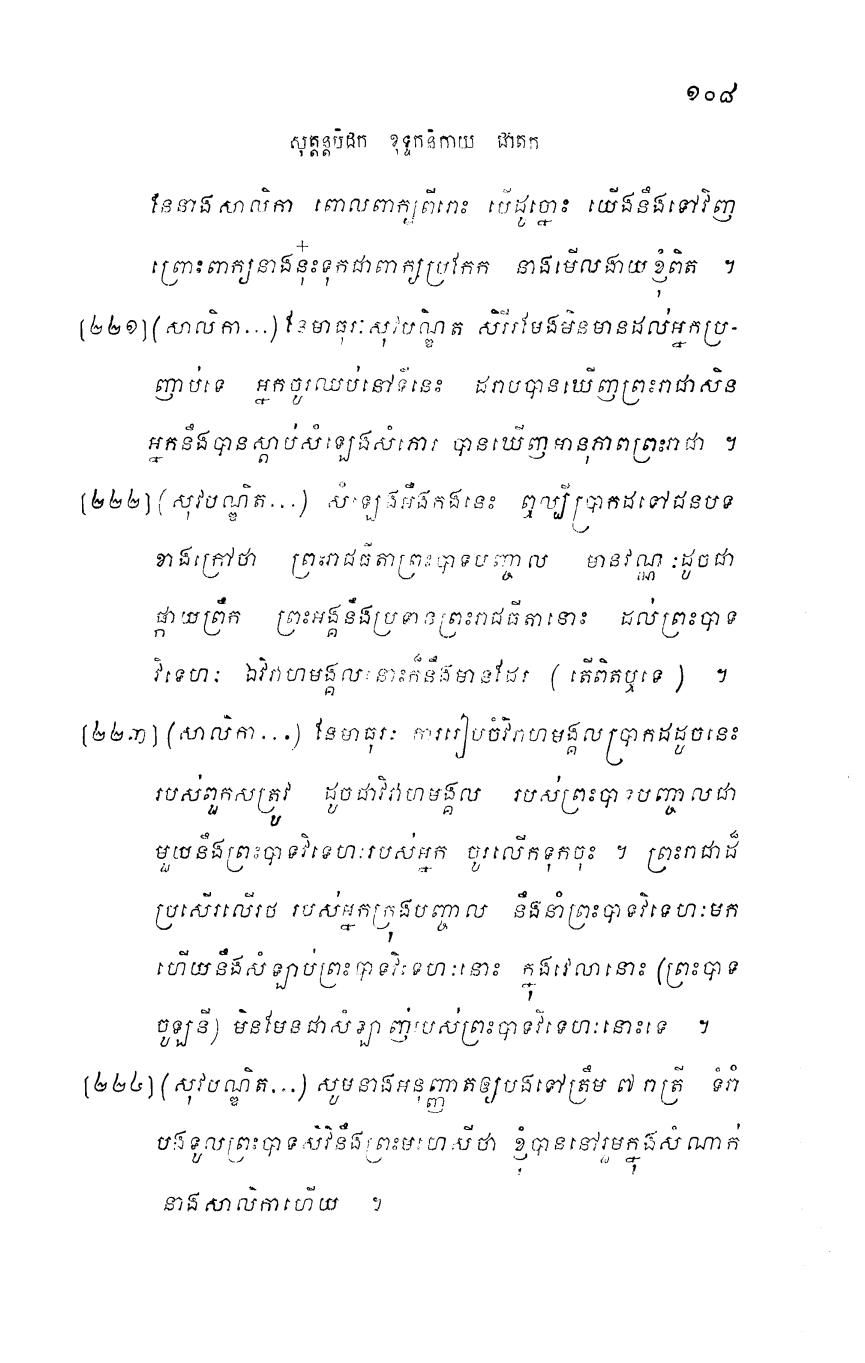 ១០៨
សុត្តន្តបិដក ខុទ្ទកនិកាយ ជាតក
នែនាងសាលិកា ពោលពាក្យពីរោះ បើដូច្នោះ យើងនឹងទៅវិញ
ព្រោះពាក្យនាងនុ៎ះទុកជាពាក្យប្រកែក នាងមើលងាយខ្ញុំពិត ។
[២២១] (សាលិកា...) នែមាធុរៈសុវបណ្ឌិត សិរីរមែងមិនមានដល់អ្នកប្រ-
ញាប់ទេ អ្នកចូរឈប់នៅទីនេះ ដរាបបានឃើញព្រះរាជាសិន
អ្នកនឹងបានស្តាប់សំឡេងសំភោរ បានឃើញអានុភាពព្រះរាជា ។
[២២២] (សុវបណ្ឌិត...) សំឡេងអឹងកងនេះ ឮល្បីប្រាកដទៅជនបទ
ខាងក្រៅថា ព្រះរាជធីតាព្រះបាទបញ្ចាល មានវណ្ណៈដូចជា
ផ្កាយព្រឹក ព្រះអង្គនឹងប្រទានព្រះរាជធីតានោះ ដល់ព្រះបាទ
វិទេហៈ ឯវិវាហមង្គលនោះក៏នឹងមានដែរ (តើពិតឬទេ) ។
[២២៣] (សាលិកា...) នែមាធុរៈ ការរៀបចំវិវាហមង្គលប្រាកដដូចនេះ
របស់ពួកសត្រូវ ដូចជាវិវាហមង្គល របស់ព្រះបាទបញ្ចាលជា
មួយនឹងព្រះបាទវិទេហៈរបស់អ្នក ចូរលើកទុកចុះ ។ ព្រះរាជាដ៏
ប្រសើរលើរថ របស់អ្នកក្រុងបញ្ចាល នឹងនាំព្រះបាទវិទេហៈមក
ហើយនឹងសំឡាប់ព្រះបាទវិទេហៈនោះ ក្នុងវេលានោះ (ព្រះបាទ
ចូឡនី) មិនមែនជាសំឡាញ់របស់ព្រះបាទវិទេហៈនោះទេ ។
[២២៤] (សុវបណ្ឌិត...) សូមនាងអនុញ្ញាតឲ្យបងទៅត្រឹម ៧ រាត្រី ទំរាំ
បងទូលព្រះបាទសិវិនឹងព្រះមហេសីថា ខ្ញុំបាននៅរួមក្នុងសំណាក់
នាងសាលិកាហើយ ។